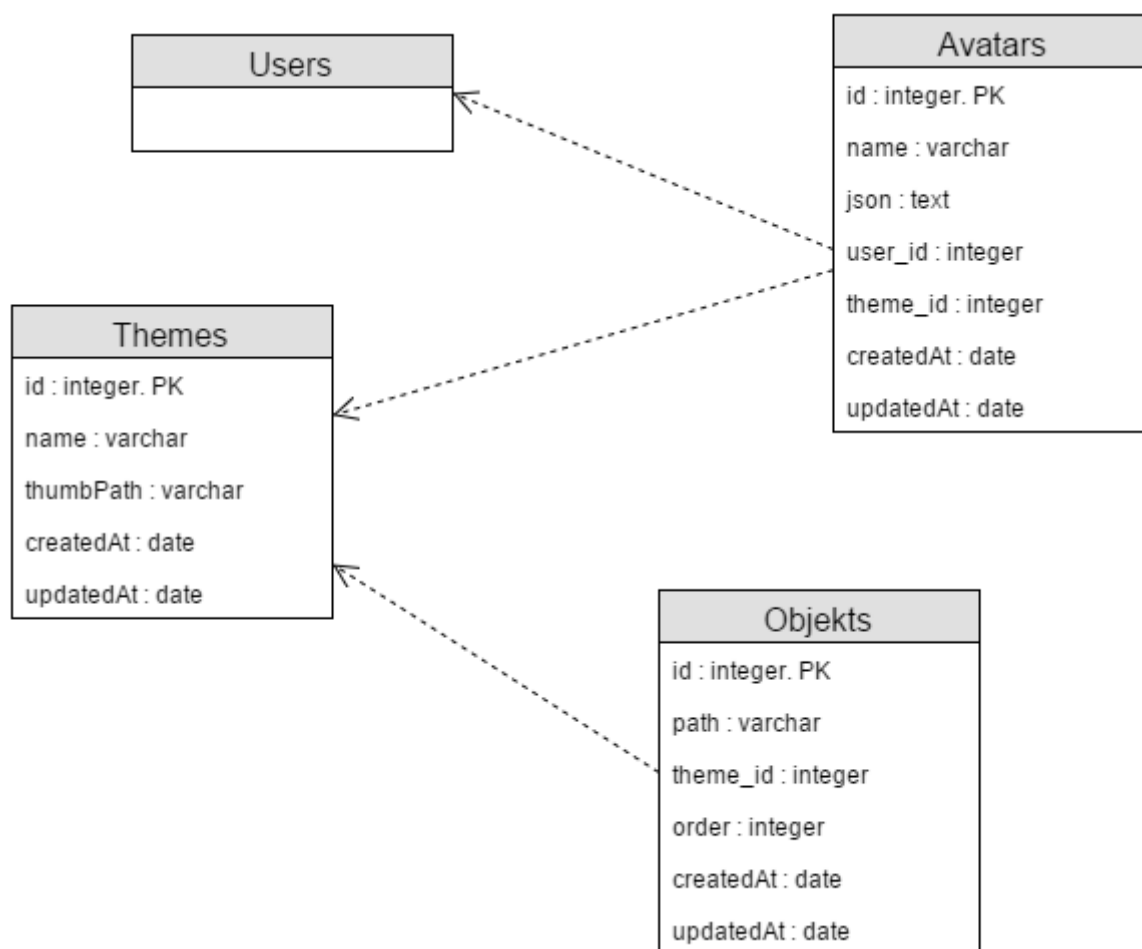 Users
Avatars
id : integer. PK
name : varchar
json : text
user_id : integer
theme_id : integer
createdAt : date
updatedAt : date
Themes
id : integer. PK
name : varchar
thumbPath : varchar
createdAt : date
updatedAt : date
Objekts
id : integer. PK
path : varchar
theme_id : integer
order : integer
createdAt : date
updatedAt : date